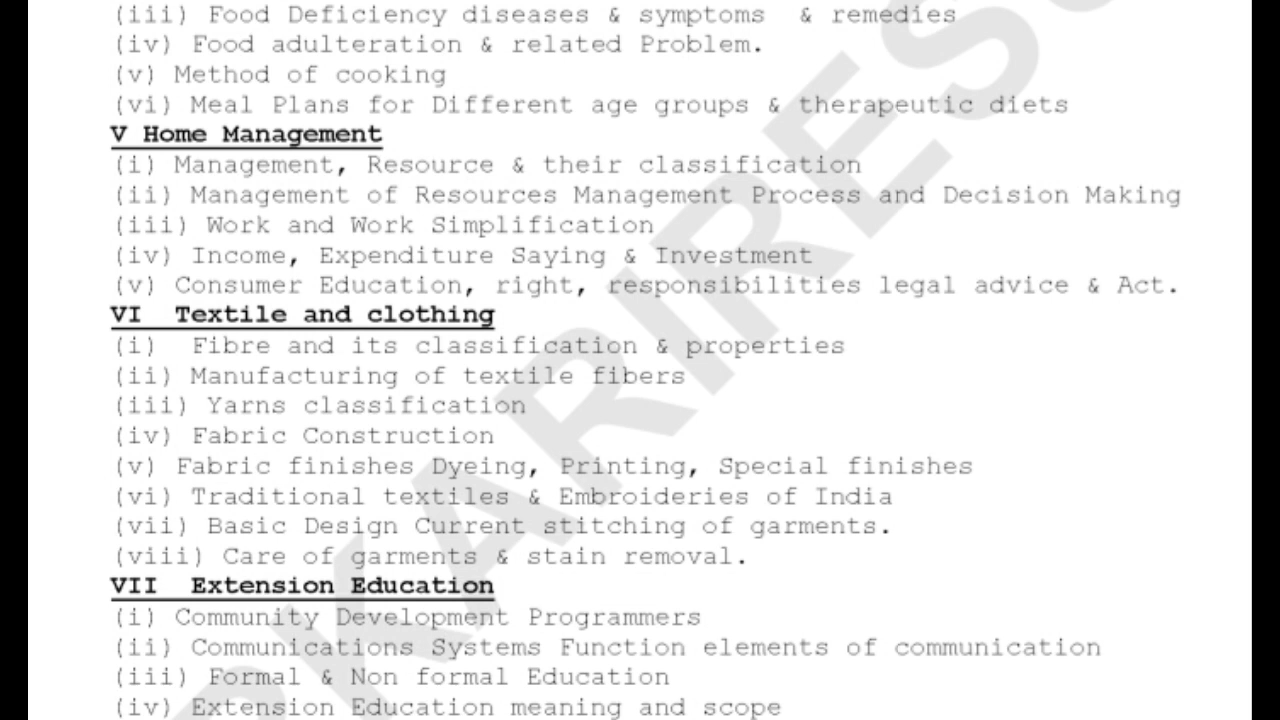 (iii) Food Deficiency diseases & symptoms & remedies
(iv) Food adulteration & related Problem.
(v) Method of cooking
(vi) Meal Plans for Different age groups & therapeutic diets
V Home Management
(i) Management, Resource & their classification
(ii) Management of Resources Management Process and Decision Making
(iii) Work and Work Simplification
(iv) Income, Expenditure Saying & Investment
(v) Consumer Education, right, responsibilities legal advice & Act.
VI Textile and clothing
(i) Fibre and its classification & properties
(ii) Manufacturing of textile fibers
(iii) Yarns classification
(iv) Fabric Construction
(v) Fabric finishes Dyeing, Printing, Special finishes
(vi) Traditional textiles & Embroideries of India
(vii) Basic Design Current stitching of garments.
(viii) Care of garments & stain removal.
VII Extension Education
(i) Community Development Programmers
(ii) Communications Systems Function elements of communication
(iii) Formal & Non formal Education
(iv) Extension Education meaning and scope